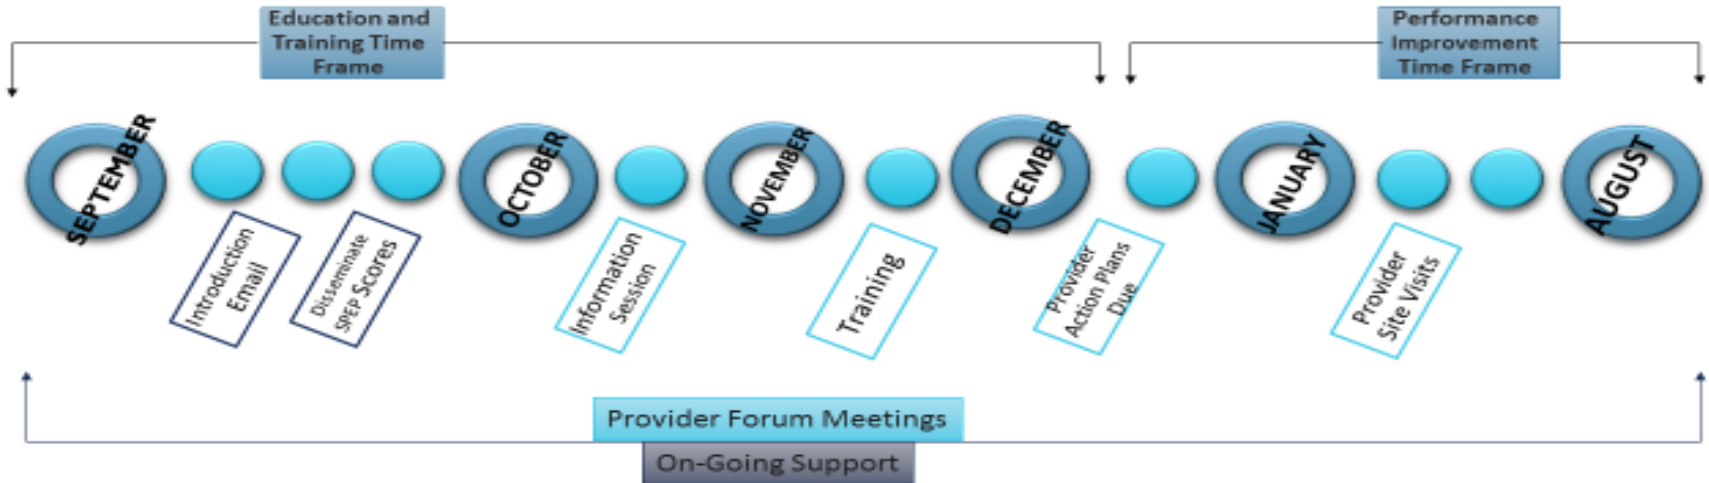 Education and
Training Time
Frame
Performance
Improvement
Time Frame
SEPTEMBER
OCTOBER
NOVEMBER
DECEMBER
JANUARY
AUGUST
Introduction
Email
Disseminate
SPEP Scores
Information
Session
Training
Provider
Action Plans
Due
Provider
Site Visits
Provider Forum Meetings
On-Going Support